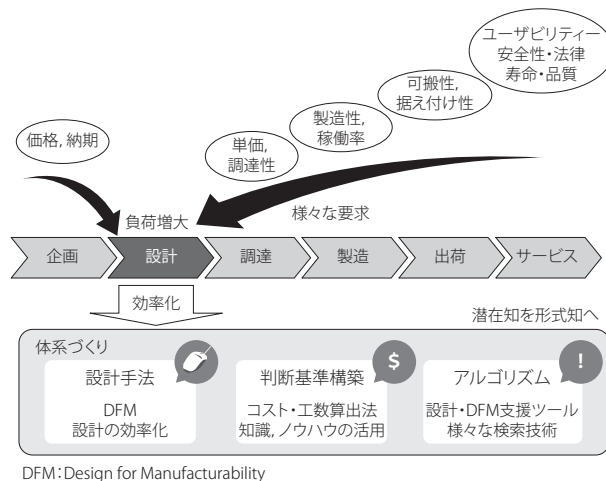 ユーザビリティー
安全性・法律
寿命・品質
可搬性,
据え付け性
製造性,
稼働率
単価,
調達性
価格, 納期
負荷増大
様々な要求
企画
設計
調達
製造
出荷
サービス
効率化
潜在知を形式知へ
体系づくり
設計手法
DFM
設計の効率化
$
判断基準構築
コスト・工数算出法
知識, ノウハウの活用
!
アルゴリズム
設計・DFM支援ツール
様々な検索技術
DFM:Design for Manufacturability